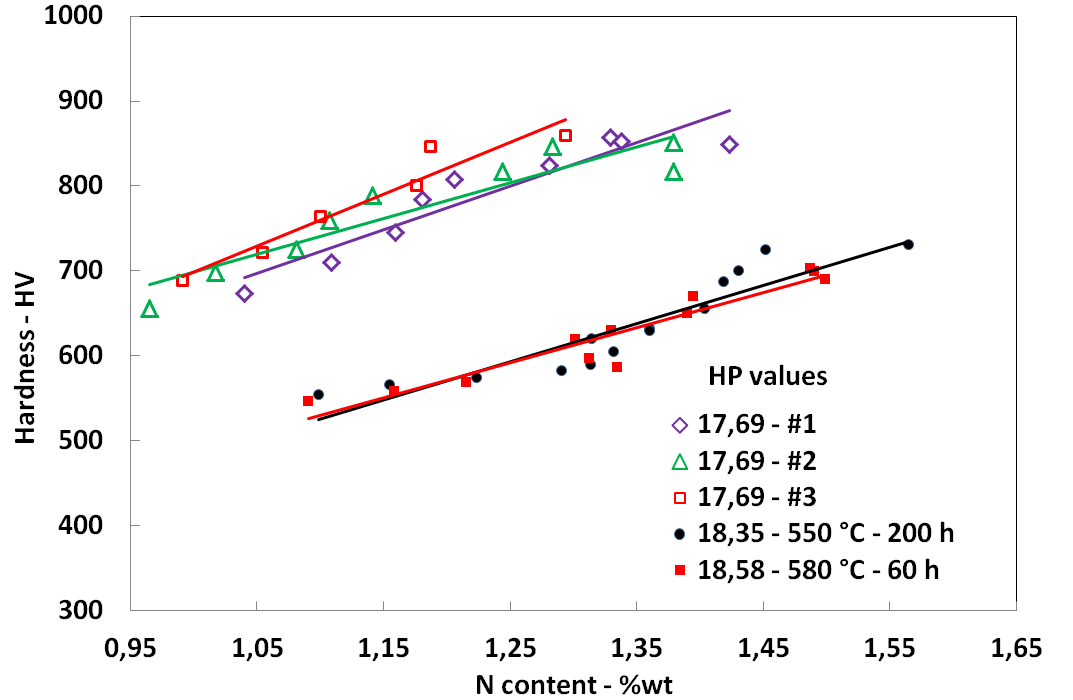 1000
900
800
700
600
500
400
300
Hardness - HV
HP values
17,69 - #1
17,69 - #2
17,69 - #3
18,35 - 550 °C - 200 h
18,58 - 580 °C - 60 h
0,95 1,05 1,15 1,25 1,35 1,45 1,55 1,65
N content - %wt